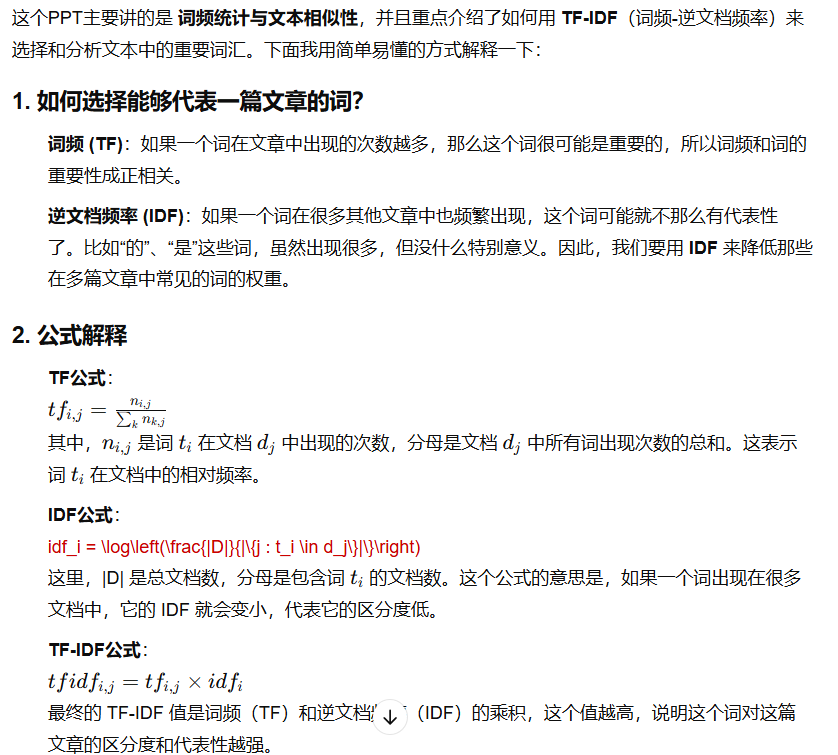 这个PPT主要讲的是 词频统计与文本相似性，并且重点介绍了如何用 TF-IDF（词频-逆文档频率）来
选择和分析文本中的重要词汇。下面我用简单易懂的方式解释一下：
1. 如何选择能够代表一篇文章的词？
词频 (TF)：如果一个词在文章中出现的次数越多，那么这个词很可能是重要的，所以词频和词的
重要性成正相关。
逆文档频率 (IDF)：如果一个词在很多其他文章中也频繁出现，这个词可能就不那么有代表性
了。比如“的”、“是”这些词，虽然出现很多，但没什么特别意义。因此，我们要用 IDF 来降低那些
在多篇文章中常见的词的权重。
2. 公式解释
TF公式：
$tf_{i,j} = \frac{n_{i,j}}{\sum_k n_{k,j}}$
其中，$n_{i,j}$ 是词 $t_i$ 在文档 $d_j$ 中出现的次数，分母是文档 $d_j$ 中所有词出现次数的总和。这表示
词 $t_i$ 在文档中的相对频率。
IDF公式：
idf_i = \log\left(\frac{|D|}{|\{j : t_i \in d_j\}|\}\right)
这里，|D| 是总文档数，分母是包含词 $t_i$ 的文档数。这个公式的意思是，如果一个词出现在很多
文档中，它的 IDF 就会变小，代表它的区分度低。
TF-IDF公式：
$tfidf_{i,j} = tf_{i,j} \times idf_i$
最终的 TF-IDF 值是词频（TF）和逆文档（IDF）的乘积，这个值越高，说明这个词对这篇
文章的区分度和代表性越强。